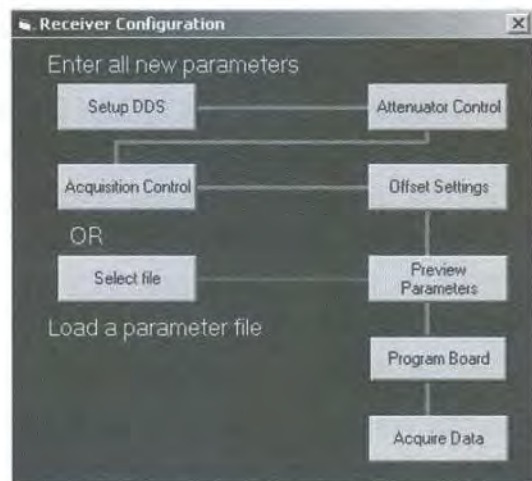 Receiver Configuration
Enter all new parameters
Setup DDS
Attenuator Control
Acquisition Control
Offset Settings
OR
Select file
Preview
Parameters
Load a parameter file
Program Board
Acquire Data